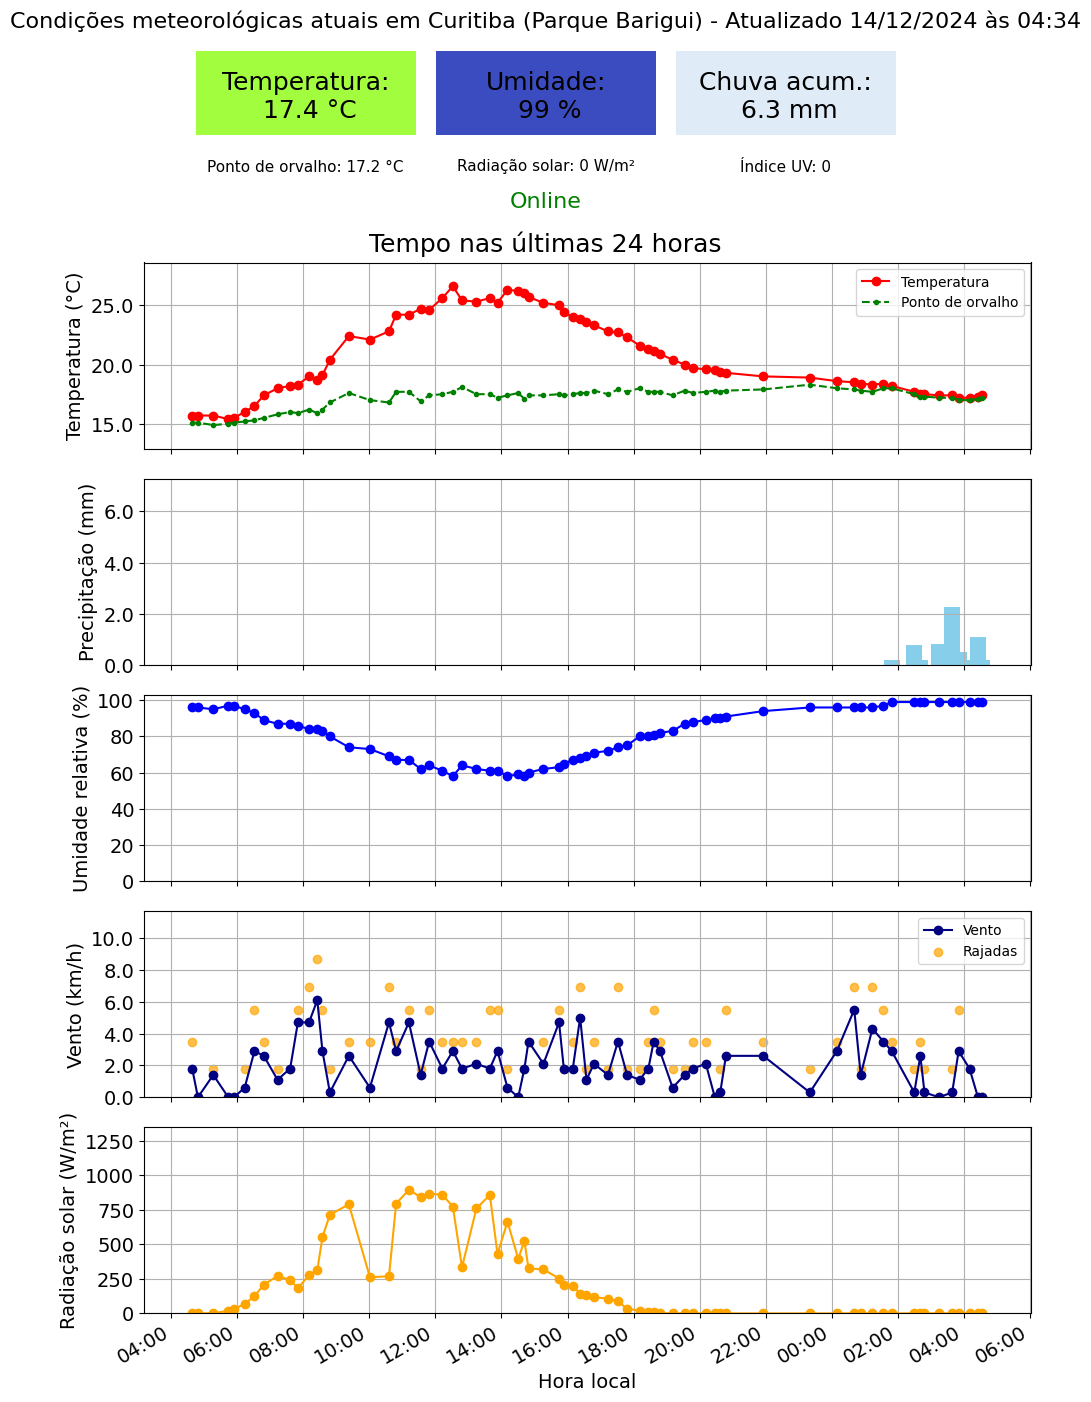 Condições meteorológicas atuais em Curitiba (Parque Barigui) - Atualizado 14/12/2024 às 04:34
Temperatura:
17.4 °C
Umidade:
99 %
Chuva acum.:
6.3 mm
Ponto de orvalho: 17.2 °C
Radiação solar: 0 W/m²
Índice UV: 0
Online
Tempo nas últimas 24 horas
Temperatura (°C)
25.0
20.0
15.0
Temperatura
Ponto de orvalho
Precipitação (mm)
6.0
4.0
2.0
0.0
Umidade relativa (%)
100
80
60
40
20
0
Vento (km/h)
10.0
8.0
6.0
4.0
2.0
0.0
Vento
Rajadas
Radiação solar (W/m²)
1250
1000
750
500
250
0
04:00
06:00
08:00
10:00
12:00
14:00
16:00
18:00
20:00
22:00
00:00
02:00
04:00
06:00
Hora local